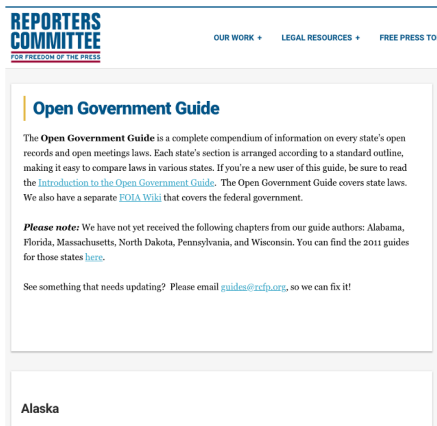 REPORTERS
COMMITTEE
FOR FREEDOM OF THE PRESS
OUR WORK + LEGAL RESOURCES + FREE PRESS TO
Open Government Guide
The Open Government Guide is a complete compendium of information on every state's open
records and open meetings laws. Each state's section is arranged according to a standard outline,
making it easy to compare laws in various states. If you're a new user of this guide, be sure to read
the Introduction to the Open Government Guide. The Open Government Guide covers state laws.
We also have a separate FOIA Wiki that covers the federal government.
Please note: We have not yet received the following chapters from our guide authors: Alabama,
Florida, Massachusetts, North Dakota, Pennsylvania, and Wisconsin. You can find the 2011 guides
for those states here.
See something that needs updating? Please email guides@rcfp.org, so we can fix it!
Alaska